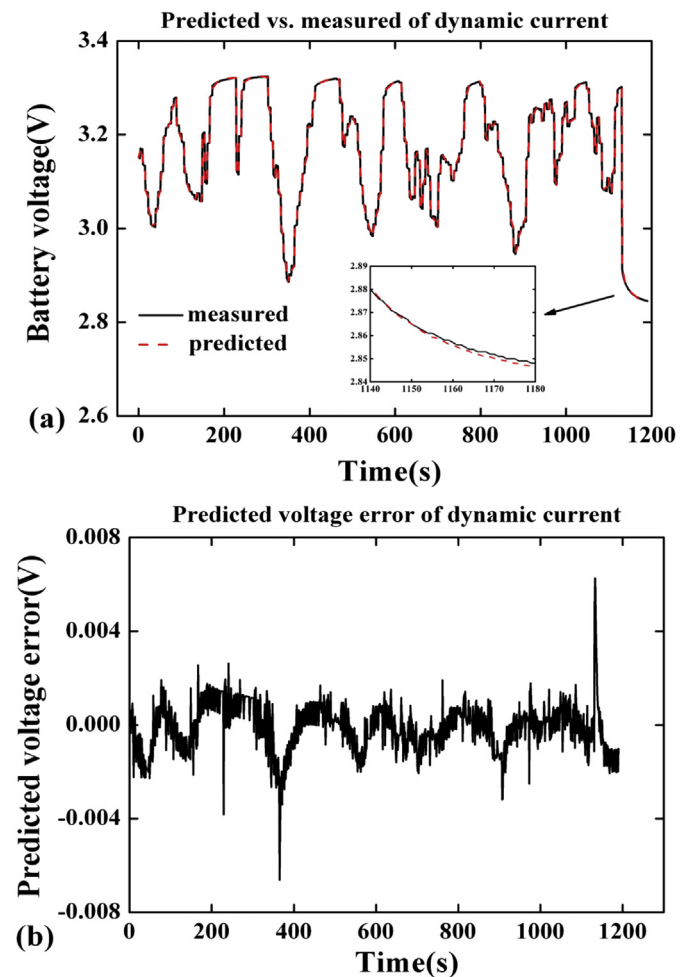 Predicted vs. measured of dynamic current
3.4
3.2
3.0
2.8
2.6
Battery voltage(V)
measured
predicted
2.89
2.88
2.87
2.86
2.85
2.84
1140 1150 1160 1170 1180
0 200 400 600 800 1000 1200
Time(s)
(a)
Predicted voltage error of dynamic current
0.008
0.004
0.000
-0.004
-0.008
Predicted voltage error(V)
0 200 400 600 800 1000 1200
Time(s)
(b)